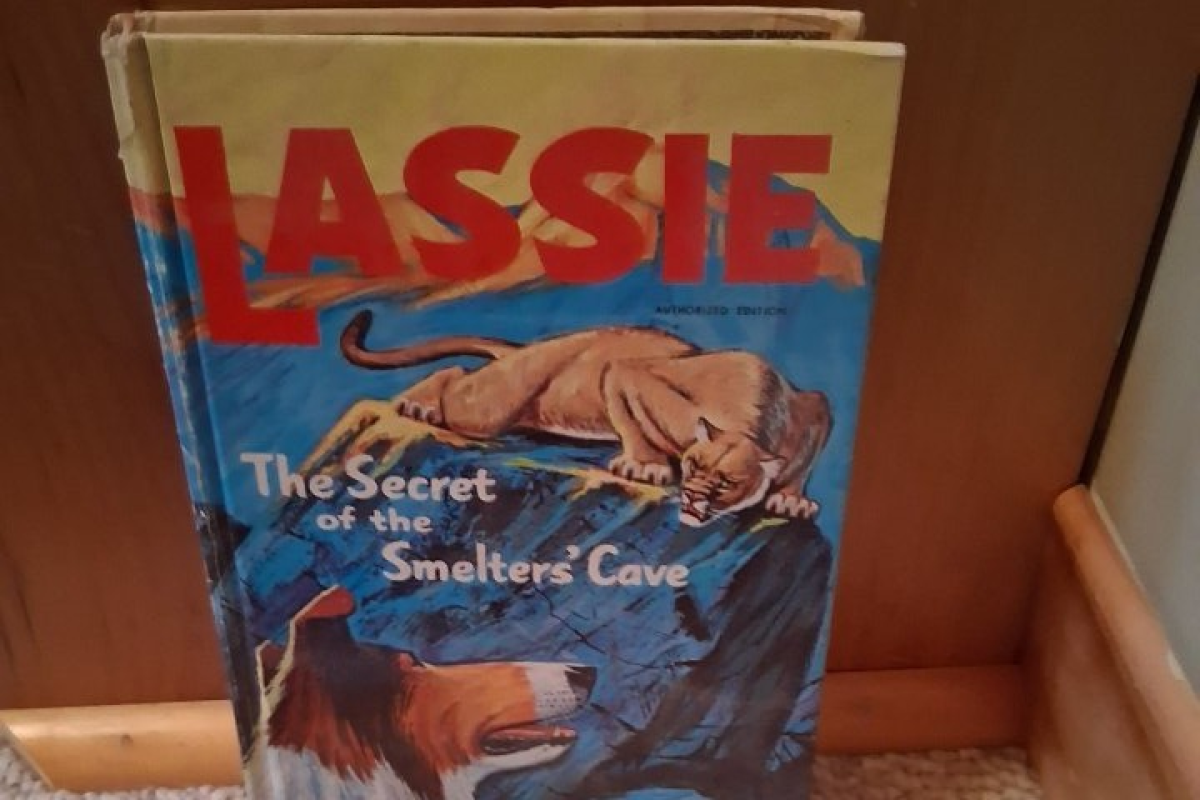 LASSIE
AUTHORIZED EDITION
The Secret
of the
Smelters' Cave